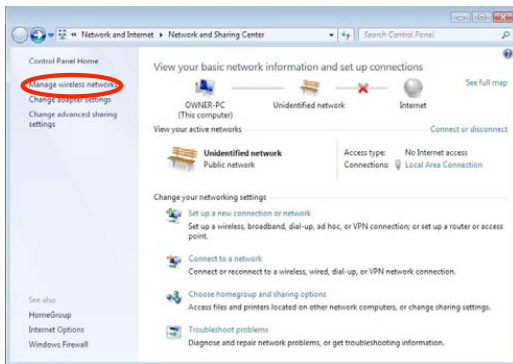 « Network and Internet ▸ Network and Sharing Center
Search Control Panel
Control Panel Home
Manage wireless networks
Change adapter settings
Change advanced sharing
settings
See also
HomeGroup
Internet Options
Windows Firewall
View your basic network information and set up connections
See full map
OWNER-PC
(This computer)
Unidentified network
Internet
View your active networks
Connect or disconnect
Unidentified network
Public network
Access type: No Internet access
Connections: Local Area Connection
Change your networking settings
Set up a new connection or network
Set up a wireless, broadband, dial-up, ad hoc, or VPN connection; or set up a router or access
point.
Connect to a network
Connect or reconnect to a wireless, wired, dial-up, or VPN network connection.
Choose homegroup and sharing options
Access files and printers located on other network computers, or change sharing settings.
Troubleshoot problems
Diagnose and repair network problems, or get troubleshooting information.